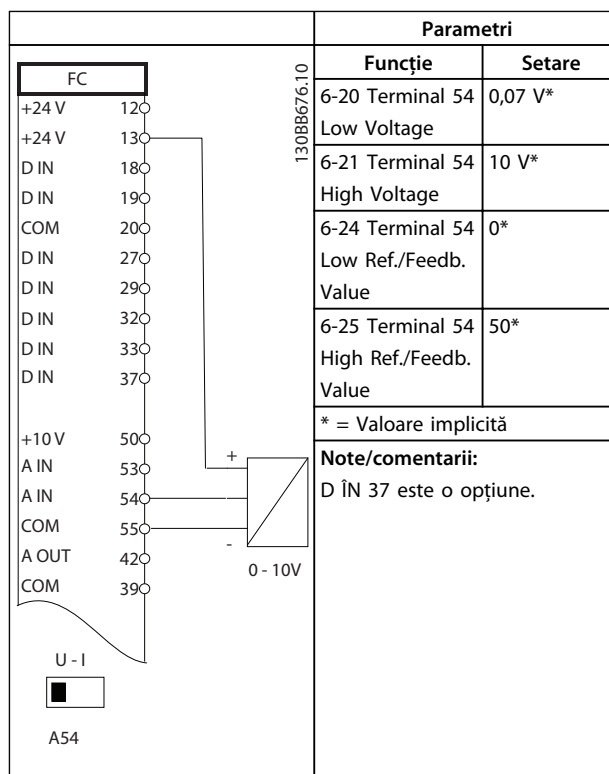 Parametri
Funcție Setare
6-20 Terminal 54 0,07 V*
Low Voltage
6-21 Terminal 54 10 V*
High Voltage
6-24 Terminal 54 0*
Low Ref./Feedb.
Value
6-25 Terminal 54 50*
High Ref./Feedb.
Value
* = Valoare implicită
Note/comentarii:
D ÎN 37 este o opțiune.
FC
130BB676.10
+24 V 12
+24 V 13
D IN 18
D IN 19
COM 20
D IN 27
D IN 29
D IN 32
D IN 33
D IN 37
+10 V 50
A IN 53
A IN 54
COM 55
A OUT 42
COM 39
+
-
0 - 10V
U - I
A54